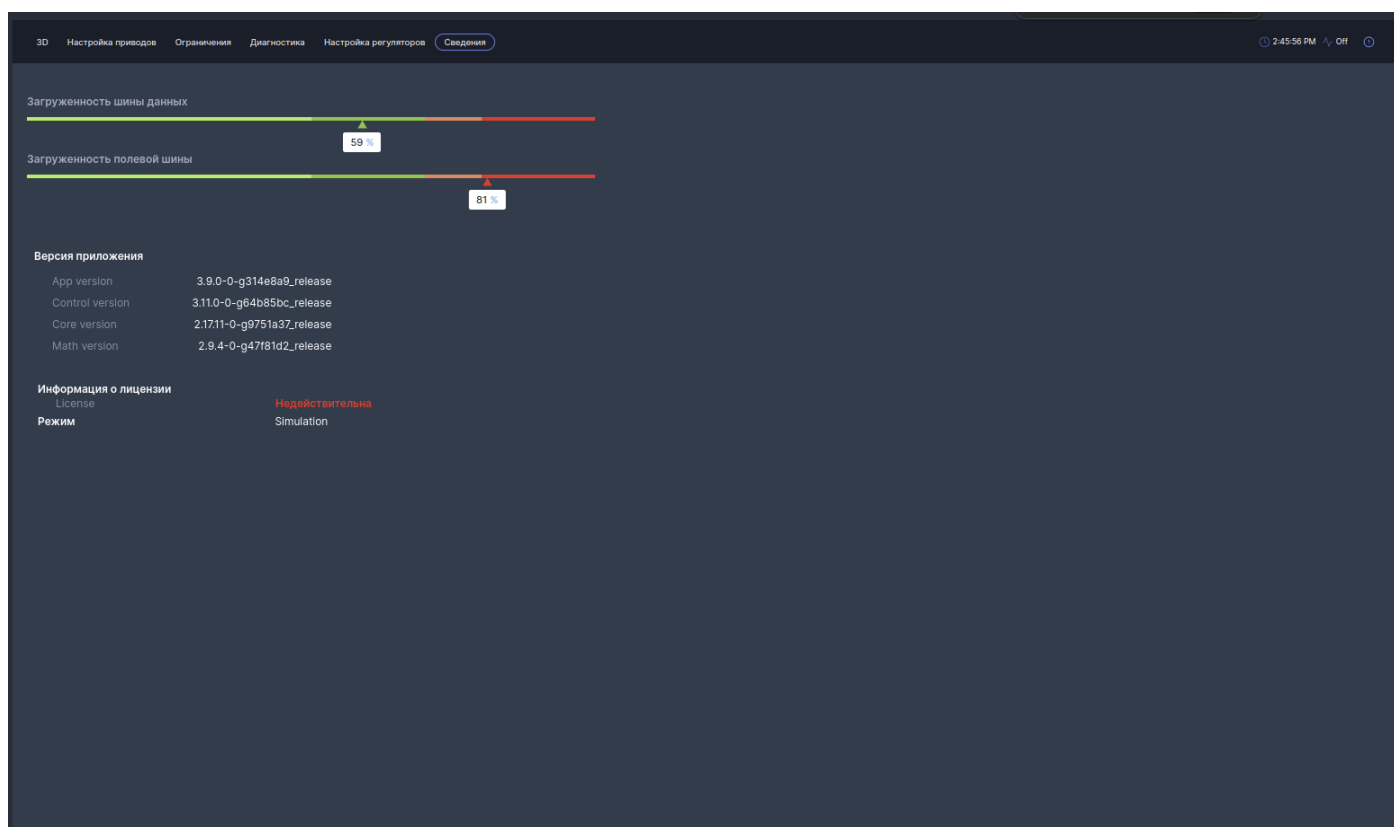 3D Настройка приводов Ограничения Диагностика Настройка регуляторов Сведения 2:45:56 PM Off
Загруженность шины данных
59 %
Загруженность полевой шины
81 %
Версия приложения
App version 3.9.0-0-g314e8a9_release
Control version 3.11.0-0-g64b85bc_release
Core version 2.17.11-0-g9751a37_release
Math version 2.9.4-0-g47f81d2_release
Информация о лицензии
License Недействительна
Режим Simulation